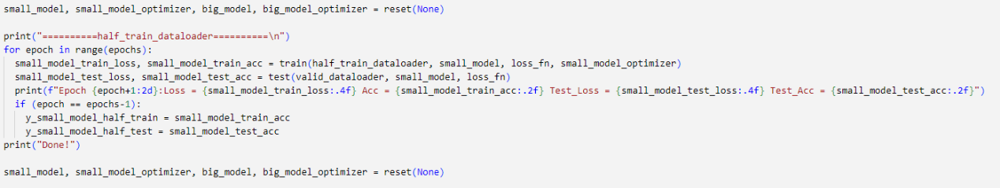 small_model, small_model_optimizer, big_model, big_model_optimizer = reset(None)
print("==========half_train_dataloader==========\n")
for epoch in range(epochs):
  small_model_train_loss, small_model_train_acc = train(half_train_dataloader, small_model, loss_fn, small_model_optimizer)
  small_model_test_loss, small_model_test_acc = test(valid_dataloader, small_model, loss_fn)
  print(f"Epoch {epoch+1:2d}:Loss = {small_model_train_loss:.4f} Acc = {small_model_train_acc:.2f} Test_Loss = {small_model_test_loss:.4f} Test_Acc = {small_model_test_acc:.2f}")
  if (epoch == epochs-1):
    y_small_model_half_train = small_model_train_acc
    y_small_model_half_test = small_model_test_acc
print("Done!")
small_model, small_model_optimizer, big_model, big_model_optimizer = reset(None)